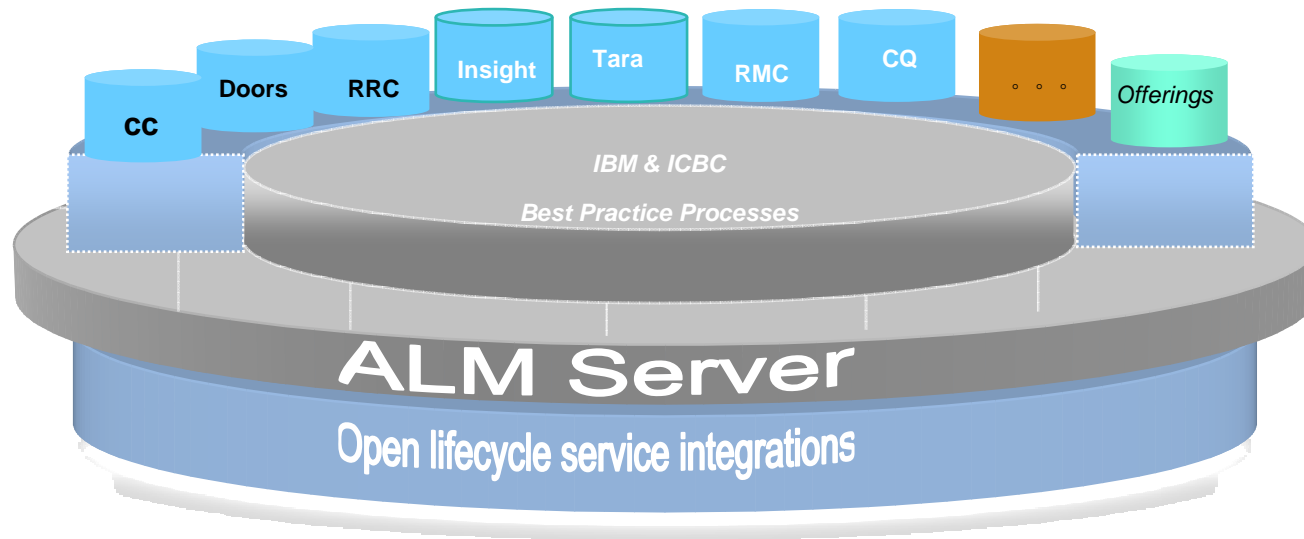 CC
Doors
RRC
Insight
Tara
RMC
CQ
。。。
Offerings
IBM & ICBC
Best Practice Processes
ALM Server
Open lifecycle service integrations